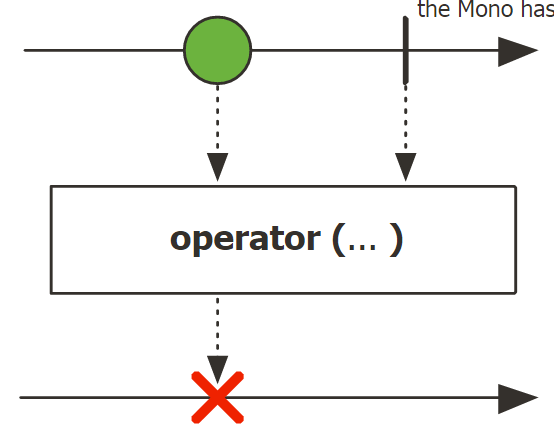 the Mono has
operator (... )